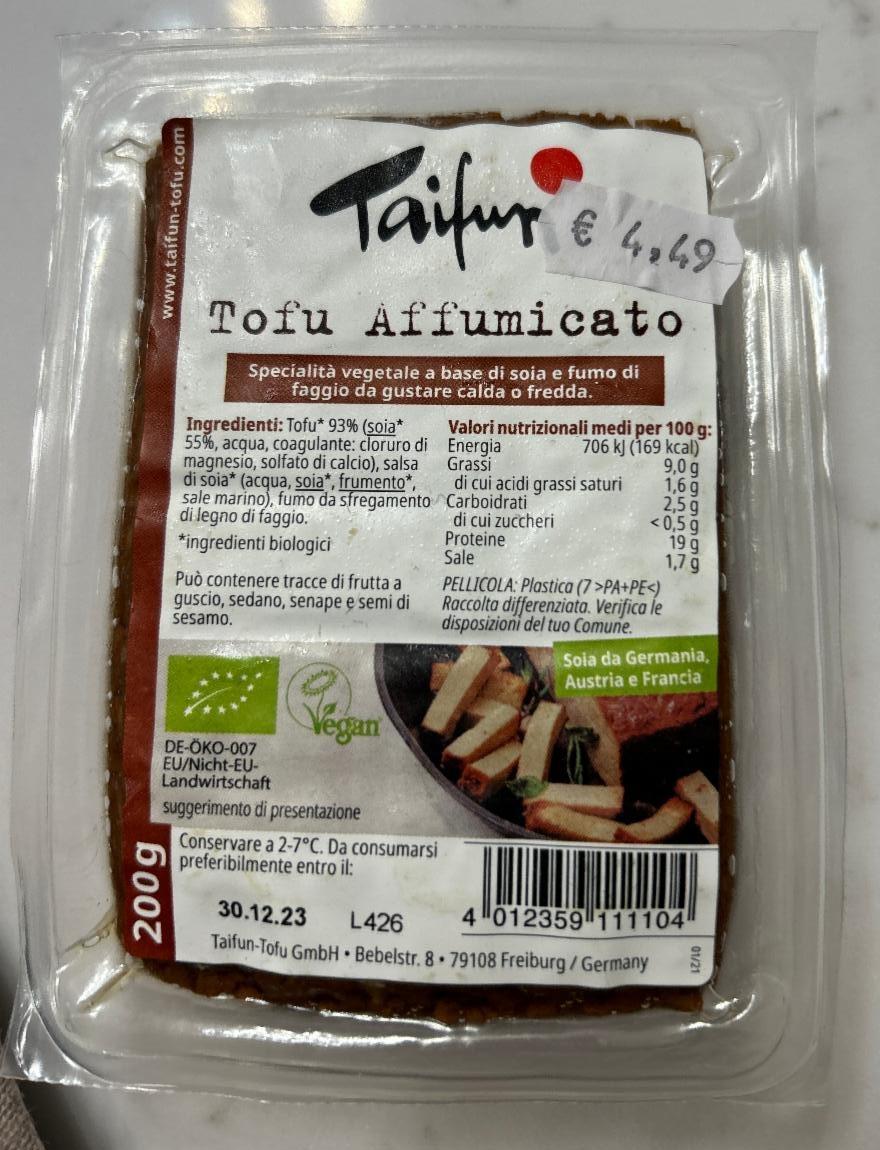 www.taifun-tofu.com
Taifun
€ 4,49
Tofu Affumicato
Specialità vegetale a base di soia e fumo di
faggio da gustare calda o fredda.
Ingredienti: Tofu* 93% (soia*
55%, acqua, coagulante: cloruro di
magnesio, solfato di calcio), salsa
di soia* (acqua, soia*, frumento*,
sale marino), fumo da sfregamento
di legno di faggio.
*ingredienti biologici
Può contenere tracce di frutta a
guscio, sedano, senape e semi di
sesamo.
Valori nutrizionali medi per 100 g:
Energia 706 kJ (169 kcal)
Grassi 9,0 g
di cui acidi grassi saturi 1,6 g
Carboidrati 2,5 g
di cui zuccheri <0,5 g
Proteine 19 g
Sale 1,7 g
PELLICOLA: Plastica (7 >PA+PE<)
Raccolta differenziata. Verifica le
disposizioni del tuo Comune.
Soia da Germania,
Austria e Francia
Vegan
DE-ÖKO-007
EU/Nicht-EU-
Landwirtschaft
suggerimento di presentazione
200g
Conservare a 2-7°C. Da consumarsi
preferibilmente entro il:
30.12.23 L426
4 012359 111104
Taifun-Tofu GmbH • Bebelstr. 8 • 79108 Freiburg / Germany
01/21